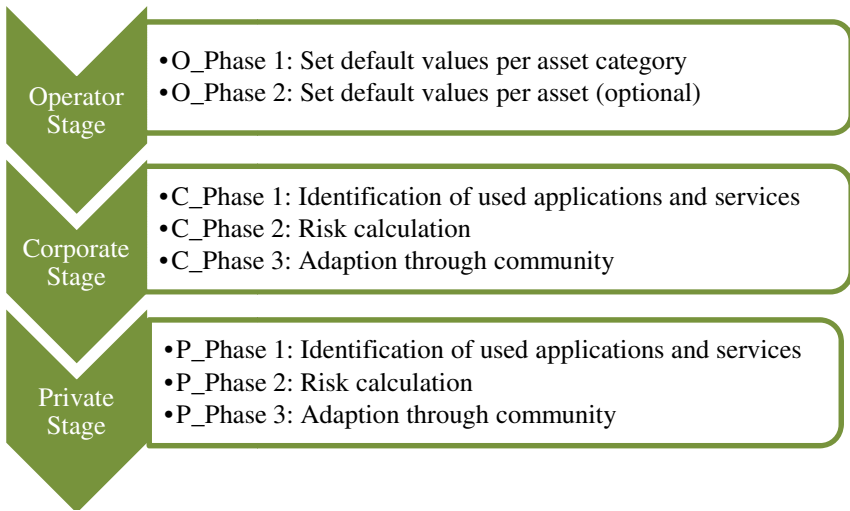 Operator
Stage
•O_Phase 1: Set default values per asset category
•O_Phase 2: Set default values per asset (optional)
Corporate
Stage
•C_Phase 1: Identification of used applications and services
•C_Phase 2: Risk calculation
•C_Phase 3: Adaption through community
Private
Stage
•P_Phase 1: Identification of used applications and services
•P_Phase 2: Risk calculation
•P_Phase 3: Adaption through community